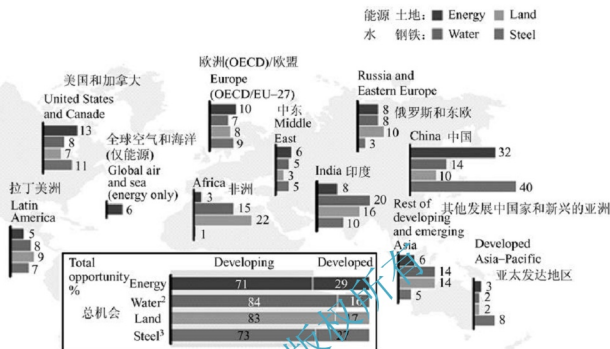 能源 土地: Energy Land
水 钢铁: Water Steel
欧洲(OECD)/欧盟
Europe
(OECD/EU-27)
10
7
8
9
美国和加拿大
United States
and Canade
13
8
7
11
全球空气和海洋
(仅能源)
Global air
and sea
(energy only)
6
中东
Middle
East
6
5
3
5
Russia and
Eastern Europe
俄罗斯和东欧
8
8
10
3
China 中国
32
14
10
40
拉丁美洲
Latin
America
5
8
9
7
Africa 非洲
3
15
22
1
India 印度
8
20
16
10
其他发展中国家和新兴的亚洲
Rest of
developing
and emerging
Asia
6
14
14
5
Developed
Asia–Pacific
亚太发达地区
3
2
2
8
Total
opportunity
%
总机会
Developing Developed
Energy 71 29
Water2 84 16
Land 83 17
Steel3 73
版权所有